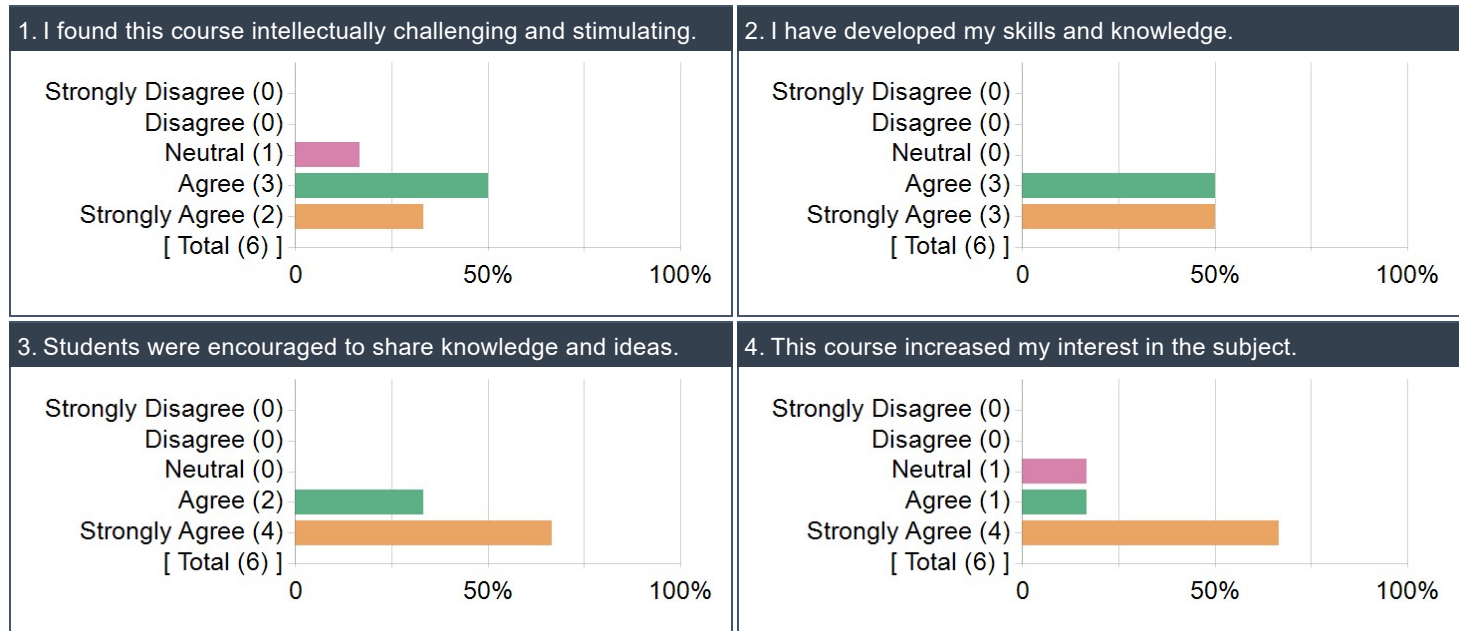 1. I found this course intellectually challenging and stimulating.
Strongly Disagree (0)
Disagree (0)
Neutral (1)
Agree (3)
Strongly Agree (2)
[ Total (6) ]
0 50% 100%
2. I have developed my skills and knowledge.
Strongly Disagree (0)
Disagree (0)
Neutral (0)
Agree (3)
Strongly Agree (3)
[ Total (6) ]
0 50% 100%
3. Students were encouraged to share knowledge and ideas.
Strongly Disagree (0)
Disagree (0)
Neutral (0)
Agree (2)
Strongly Agree (4)
[ Total (6) ]
0 50% 100%
4. This course increased my interest in the subject.
Strongly Disagree (0)
Disagree (0)
Neutral (1)
Agree (1)
Strongly Agree (4)
[ Total (6) ]
0 50% 100%